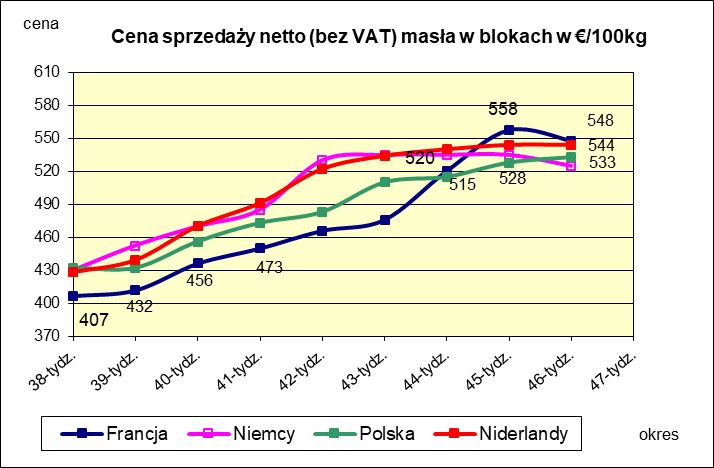 cena
Cena sprzedaży netto (bez VAT) masła w blokach w €/100kg
610
580
550
520
490
460
430
400
370
558
548
520
544
533
515
528
473
456
432
407
38-tydz.
39-tydz.
40-tydz.
41-tydz.
42-tydz.
43-tydz.
44-tydz.
45-tydz.
46-tydz.
47-tydz.
Francja Niemcy Polska Niderlandy
okres